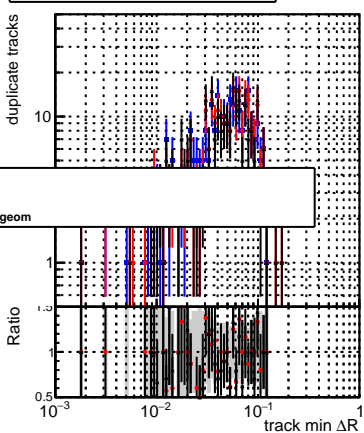 duplicate tracks
10
1
geom
Ratio
1.5
1
0.5
10⁻³
10⁻²
10⁻¹
1
track min ΔR